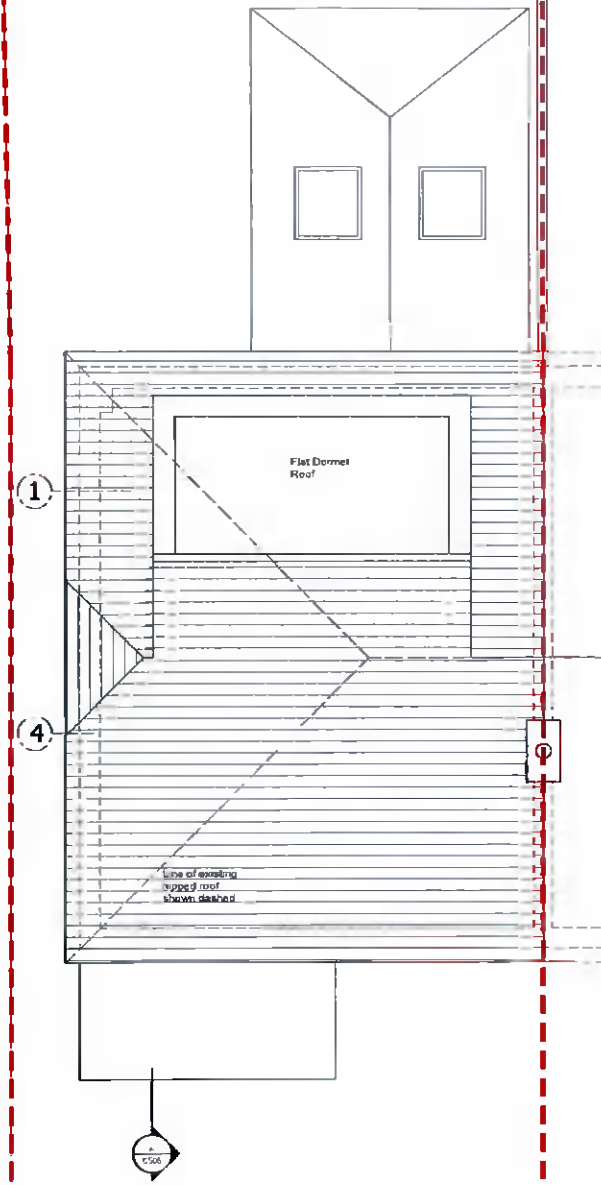 Flat Dormer
Roof
1
4
Line of existing
hipped roof
shown dashed